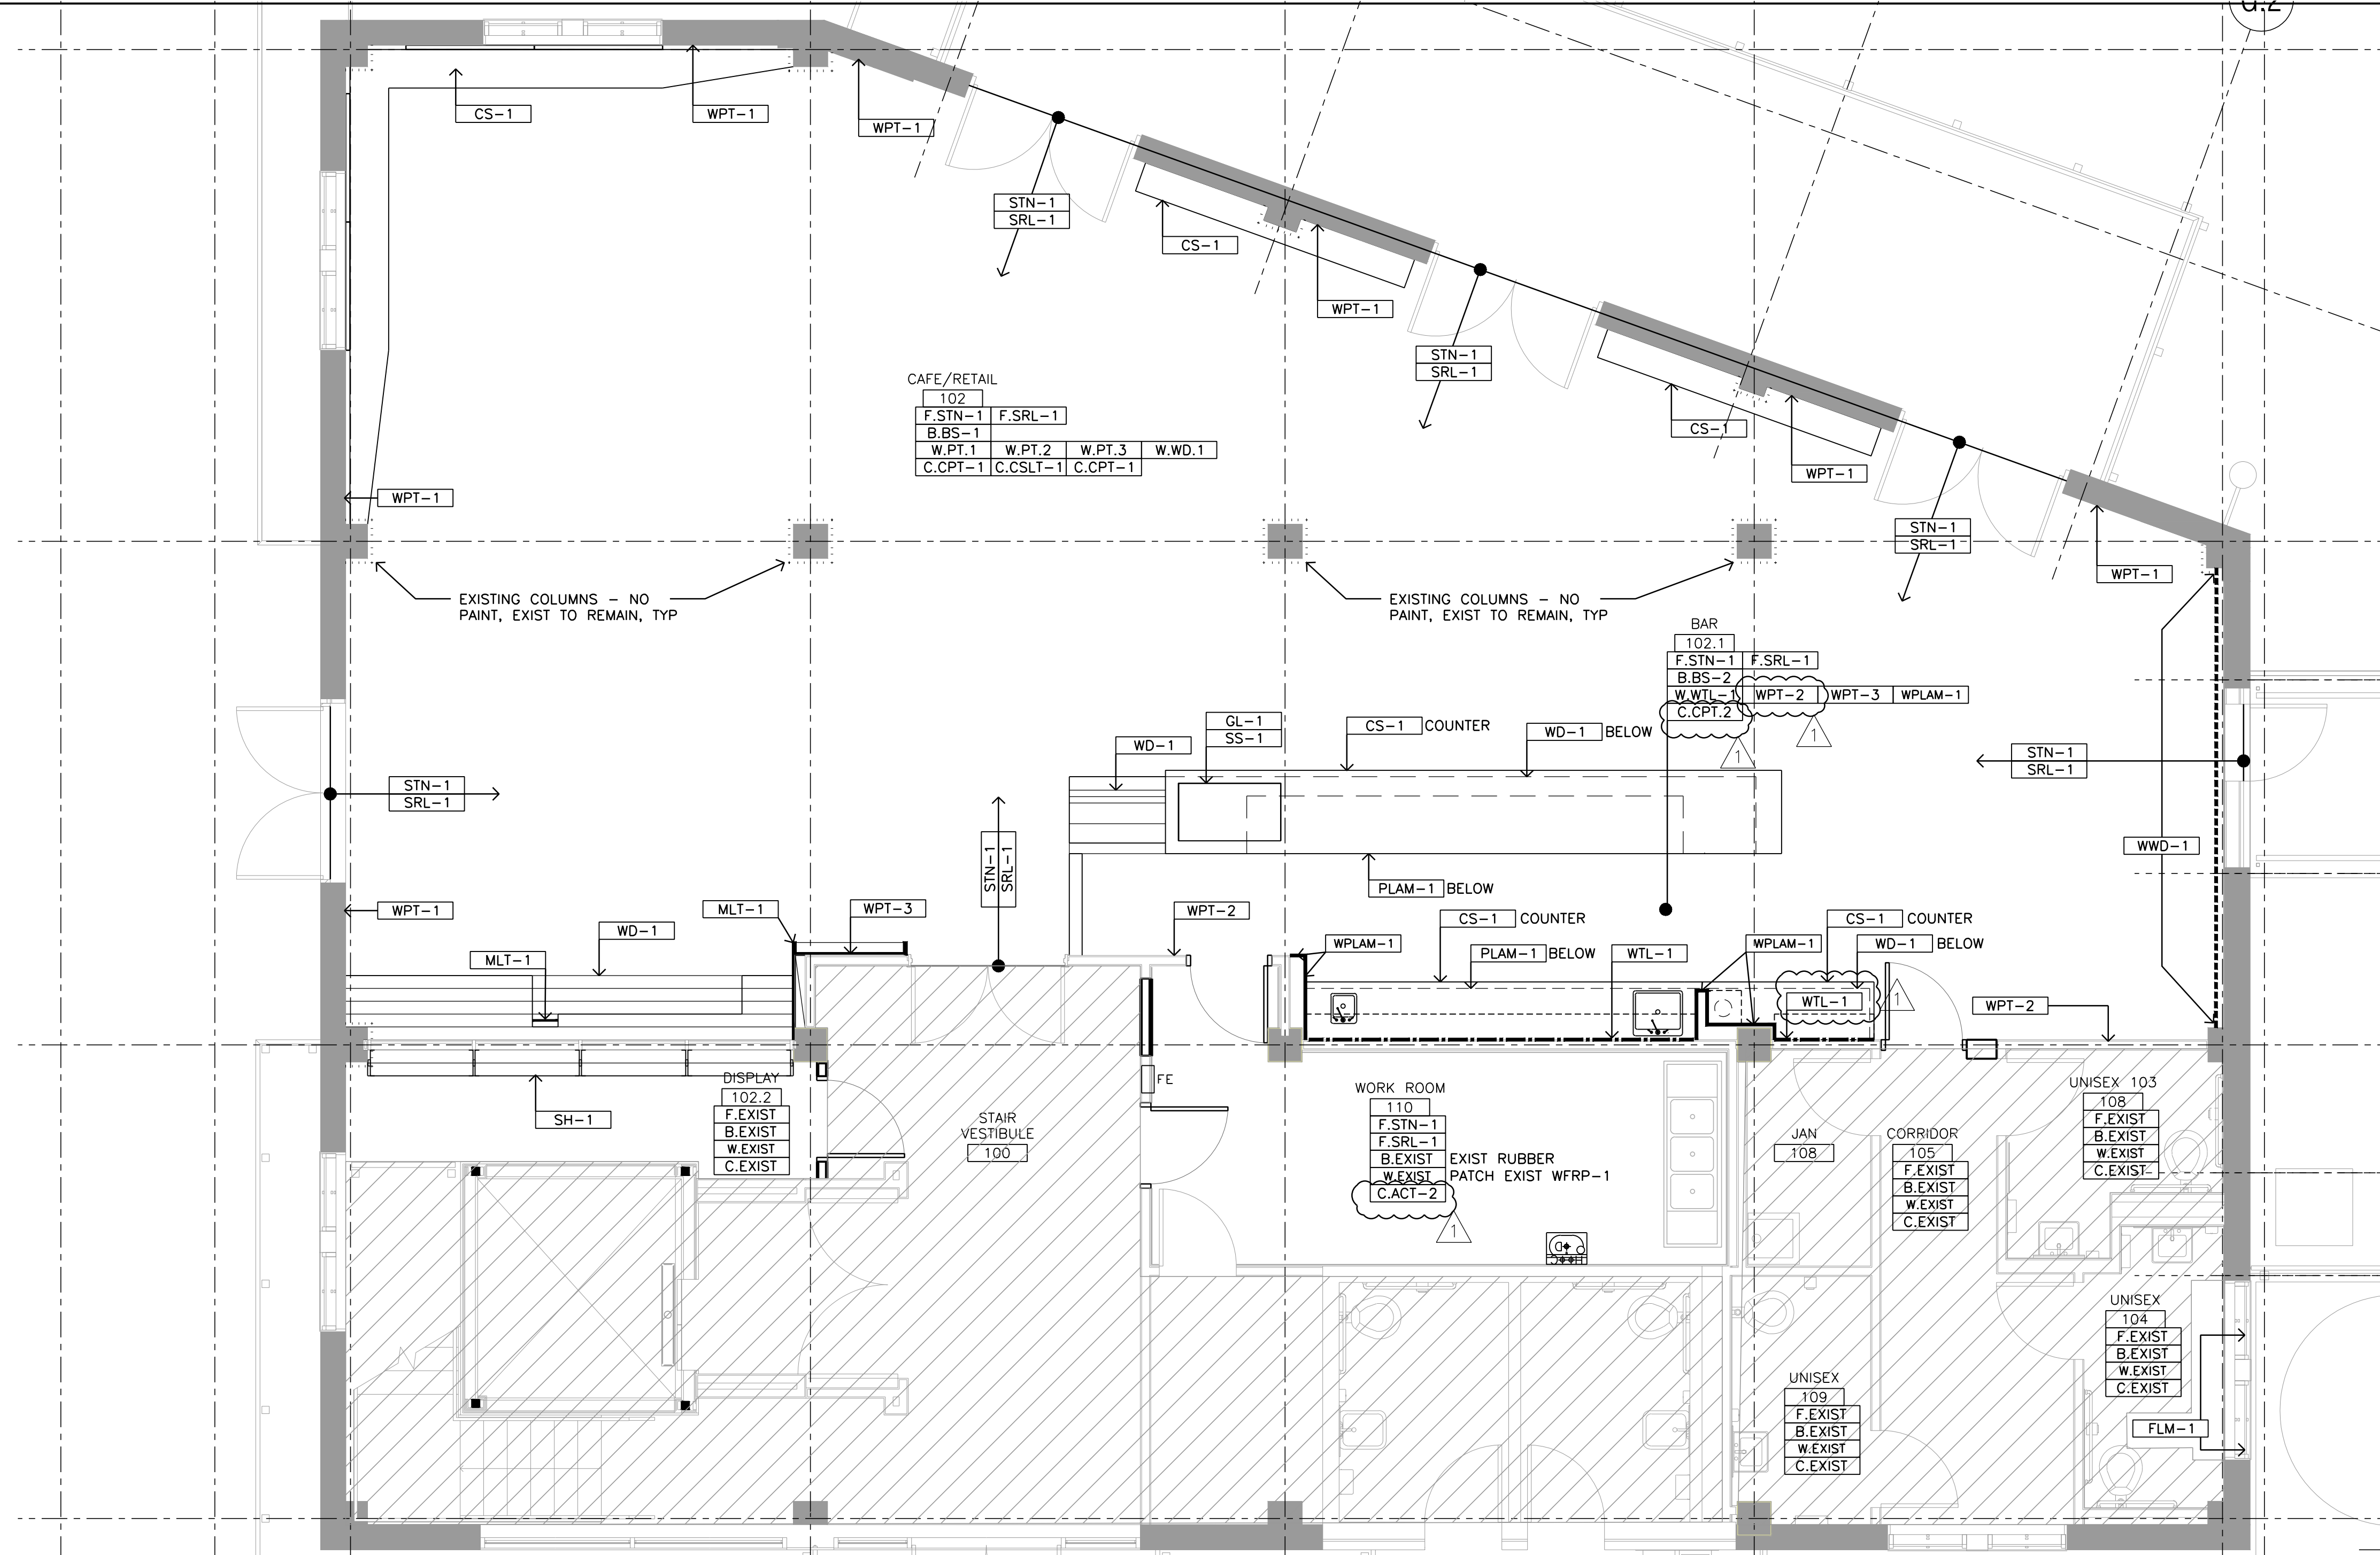 CS-1
WPT-1
WPT-1
STN-1
SRL-1
CS-1
WPT-1
STN-1
SRL-1
CS-1
WPT-1
CAFE/RETAIL
102
F.STN-1 F.SRL-1
B.BS-1
W.PT.1 W.PT.2 W.PT.3 W.WD.1
C.CPT-1 C.CSLT-1 C.CPT-1
WPT-1
STN-1
SRL-1
WPT-1
EXISTING COLUMNS - NO
PAINT, EXIST TO REMAIN, TYP
EXISTING COLUMNS - NO
PAINT, EXIST TO REMAIN, TYP
BAR
102.1
F.STN-1 F.SRL-1
B.BS-2
W.WTL-1 WPT-2 WPT-3 WPLAM-1
C.CPT.2
1
1
GL-1
SS-1
CS-1 COUNTER
WD-1 BELOW
WD-1
STN-1
SRL-1
STN-1
SRL-1
STN-1
SRL-1
WWD-1
PLAM-1 BELOW
WPT-1
WD-1
MLT-1
WPT-3
WPT-2
CS-1 COUNTER
CS-1 COUNTER
WPLAM-1
PLAM-1 BELOW
WTL-1
WPLAM-1
WD-1 BELOW
MLT-1
WTL-1
1
WPT-2
SH-1
DISPLAY
102.2
F.EXIST
B.EXIST
W.EXIST
C.EXIST
STAIR
VESTIBULE
100
FE
WORK ROOM
110
F.STN-1
F.SRL-1
B.EXIST EXIST RUBBER
W.EXIST PATCH EXIST WFRP-1
C.ACT-2
1
JAN
108
CORRIDOR
105
F.EXIST
B.EXIST
W.EXIST
C.EXIST
UNISEX 103
108
F.EXIST
B.EXIST
W.EXIST
C.EXIST
UNISEX
104
F.EXIST
B.EXIST
W.EXIST
C.EXIST
UNISEX
109
F.EXIST
B.EXIST
W.EXIST
C.EXIST
FLM-1